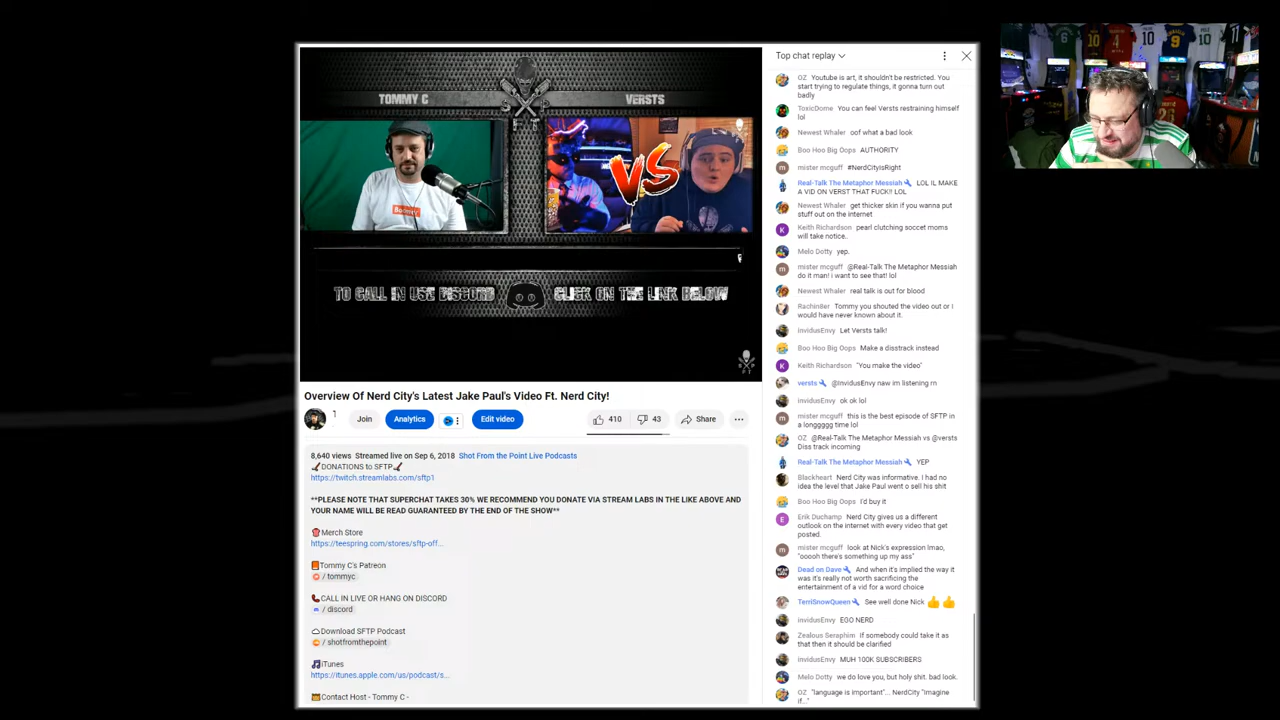 TOMMY C
VERSTS
VS
TO CALL IN USE DISCORD
CLICK ON THE LINK BELOW
Overview Of Nerd City's Latest Jake Paul's Video Ft. Nerd City!
Join
Analytics
Edit video
410
43
Share
8,640 views Streamed live on Sep 6, 2018 Shot From the Point Live Podcasts
DONATIONS to SFTP
https://twitch.streamlabs.com/sftp1
**PLEASE NOTE THAT SUPERCHAT TAKES 30% WE RECOMMEND YOU DONATE VIA STREAM LABS IN THE LIKE ABOVE AND
YOUR NAME WILL BE READ GUARANTEED BY THE END OF THE SHOW**
Merch Store
https://teespring.com/stores/sftp-off...
Tommy C's Patreon
/ tommyc
CALL IN LIVE OR HANG ON DISCORD
/ discord
Download SFTP Podcast
/ shotfromthepoint
iTunes
https://itunes.apple.com/us/podcast/s...
Contact Host - Tommy C -
Top chat replay
OZ Youtube is art, it shouldn't be restricted. You
start trying to regulate things, it gonna turn out
badly
ToxicDome You can feel Versts restraining himself
lol
Newest Whaler oof what a bad look
Boo Hoo Big Oops AUTHORITY
mister mcguff #NerdCityIsRight
Real-Talk The Metaphor Messiah LOL IL MAKE
A VID ON VERST THAT FUCK!! LOL
Newest Whaler get thicker skin if you wanna put
stuff out on the internet
Keith Richardson pearl clutching soccet moms
will take notice..
Melo Dotty yep.
mister mcguff @Real-Talk The Metaphor Messiah
do it man! i want to see that! lol
Newest Whaler real talk is out for blood
Rachin8er Tommy you shouted the video out or I
would have never known about it.
InvidusEnvy Let Versts talk!
Boo Hoo Big Oops Make a disstrack instead
Keith Richardson "You make the video"
versts @InvidusEnvy naw im listening rn
invidusEnvy ok ok lol
mister mcguff this is the best episode of SFTP in
a longgggg time lol
OZ @Real-Talk The Metaphor Messiah vs @versts
Diss track incoming
Real-Talk The Metaphor Messiah YEP
Blackheart Nerd City was informative. I had no
idea the level that Jake Paul went o sell his shit
Boo Hoo Big Oops I'd buy it
Erik Duchamp Nerd City gives us a different
outlook on the internet with every video that get
posted.
mister mcguff look at Nick's expression lmao,
"ooooh there's something up my ass"
Dead on Dave And when it's implied the way it
was it's really not worth sacrificing the
entertainment of a vid for a word choice
TerriSnowQueen See well done Nick 👍👍
invidusEnvy EGO NERD
Zealous Seraphim If somebody could take it as
that then it should be clarified
invidusEnvy MUH 100K SUBSCRIBERS
Melo Dotty we do love you, but holy shit. bad look.
OZ "language is important"... NerdCity "Imagine
if..."